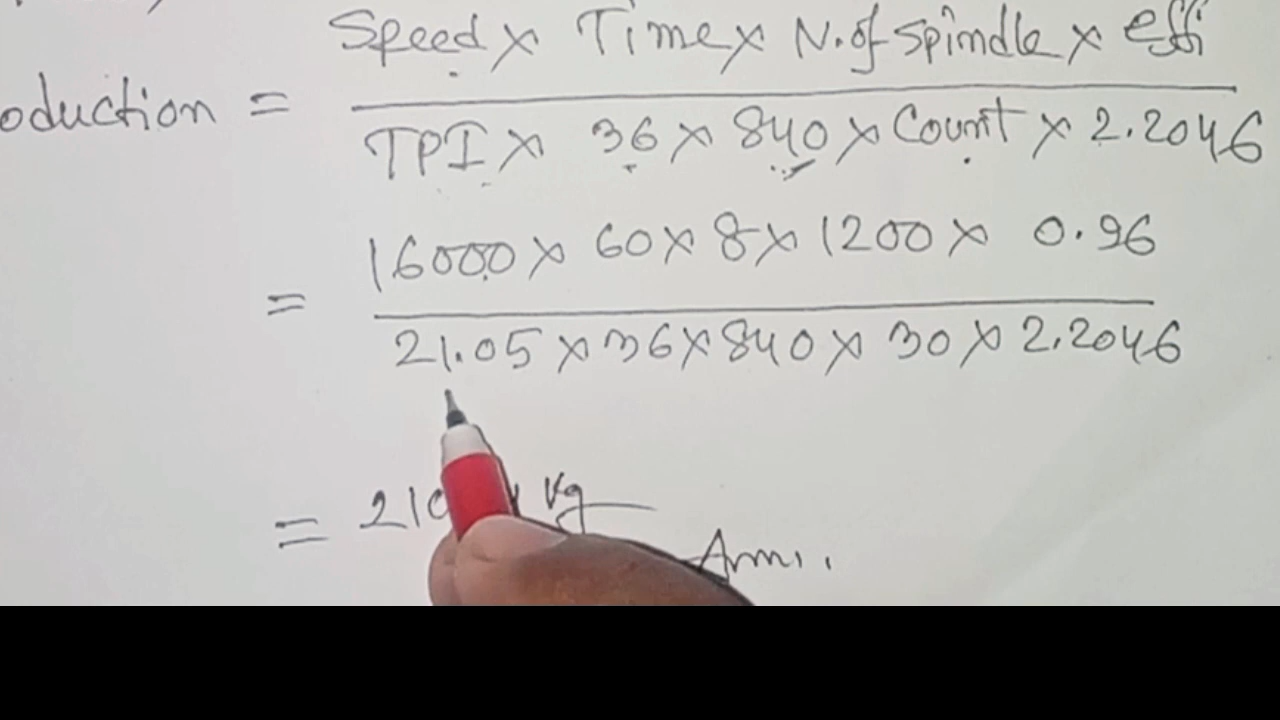 Speed x Time x N.of spindle x effi
oduction =
TPI x 36 x 840 x Count x 2.2046
16000 x 60 x 8 x 1200 x 0.96
=
21.05 x 36 x 840 x 30 x 2.2046
= 210 Kg
Ans.